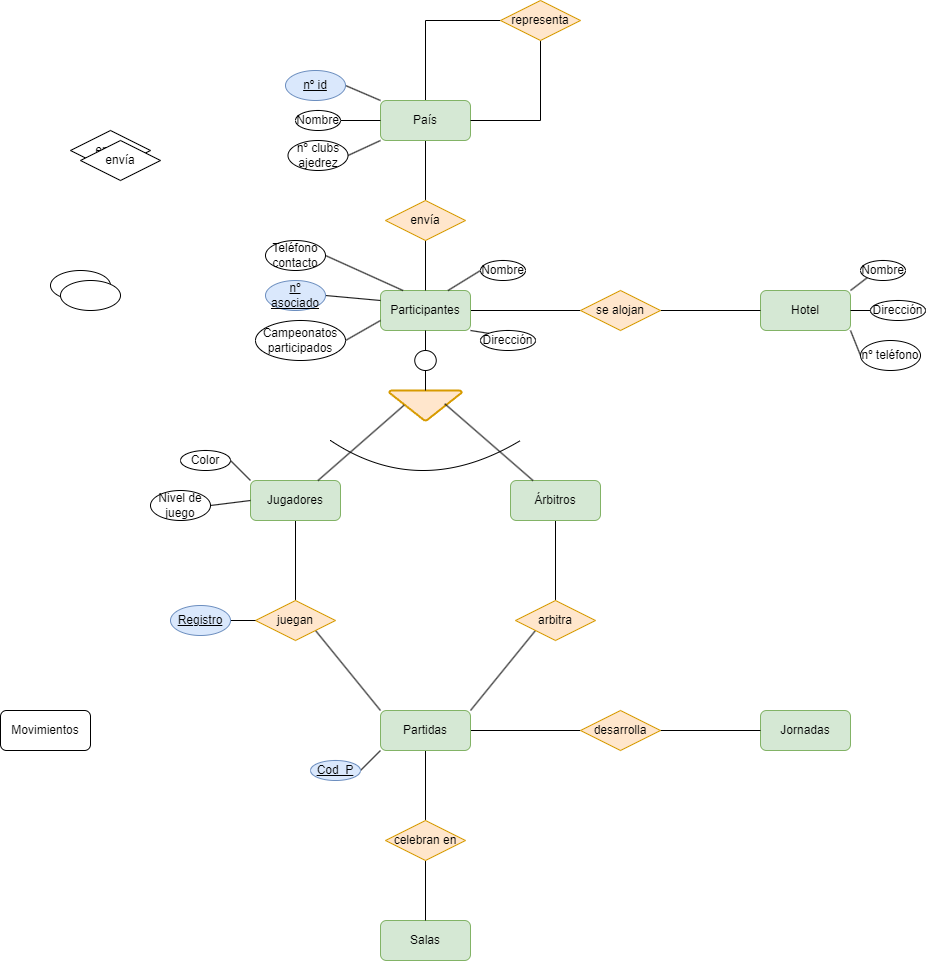 representa
nº id
País
Nombre
nº clubs
ajedrez
envía
envía
Teléfono
contacto
Nombre
nº
asociado
Participantes
se alojan
Hotel
Nombre
Dirección
Campeonatos
participados
Dirección
nº teléfono
Color
Nivel de
juego
Jugadores
Árbitros
Registro
juegan
arbitra
Movimientos
Partidas
desarrolla
Jornadas
Cod_P
celebran en
Salas